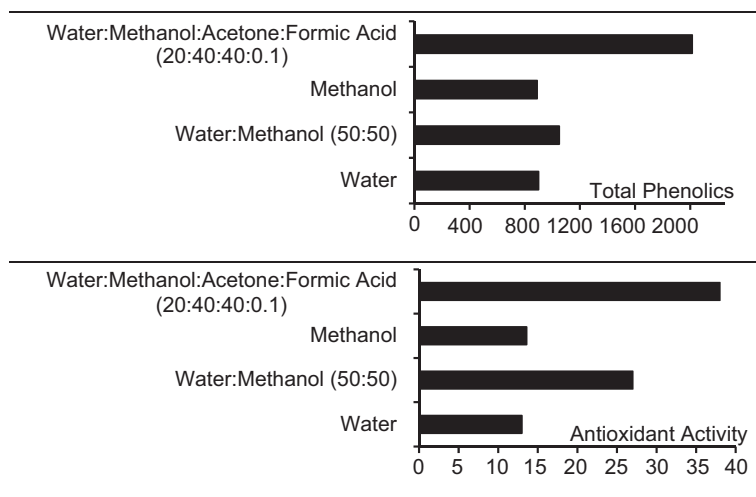 Water:Methanol:Acetone:Formic Acid
(20:40:40:0.1)
Methanol
Water:Methanol (50:50)
Water
Total Phenolics
0 400 800 1200 1600 2000
Water:Methanol:Acetone:Formic Acid
(20:40:40:0.1)
Methanol
Water:Methanol (50:50)
Water
Antioxidant Activity
0 5 10 15 20 25 30 35 40